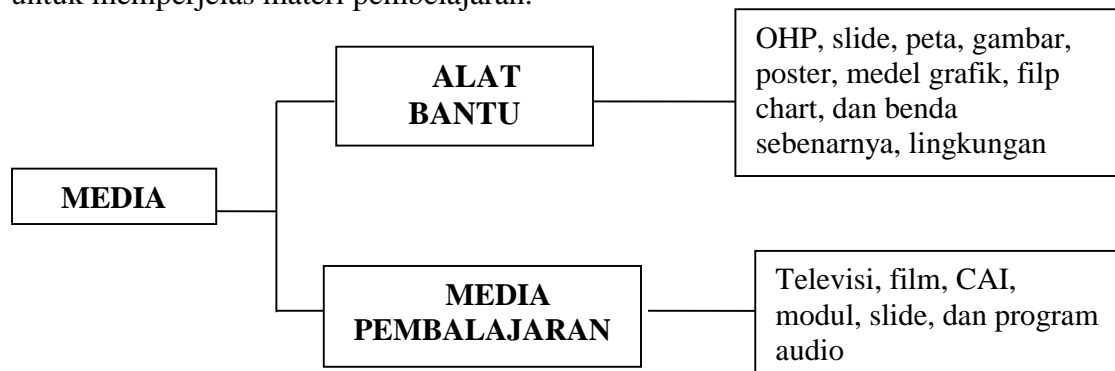 untuk memperjelas materi pembelajaran.
ALAT
BANTU
OHP, slide, peta, gambar,
poster, medel grafik, filp
chart, dan benda
sebenarnya, lingkungan
MEDIA
MEDIA
PEMBALAJARAN
Televisi, film, CAI,
modul, slide, dan program
audio